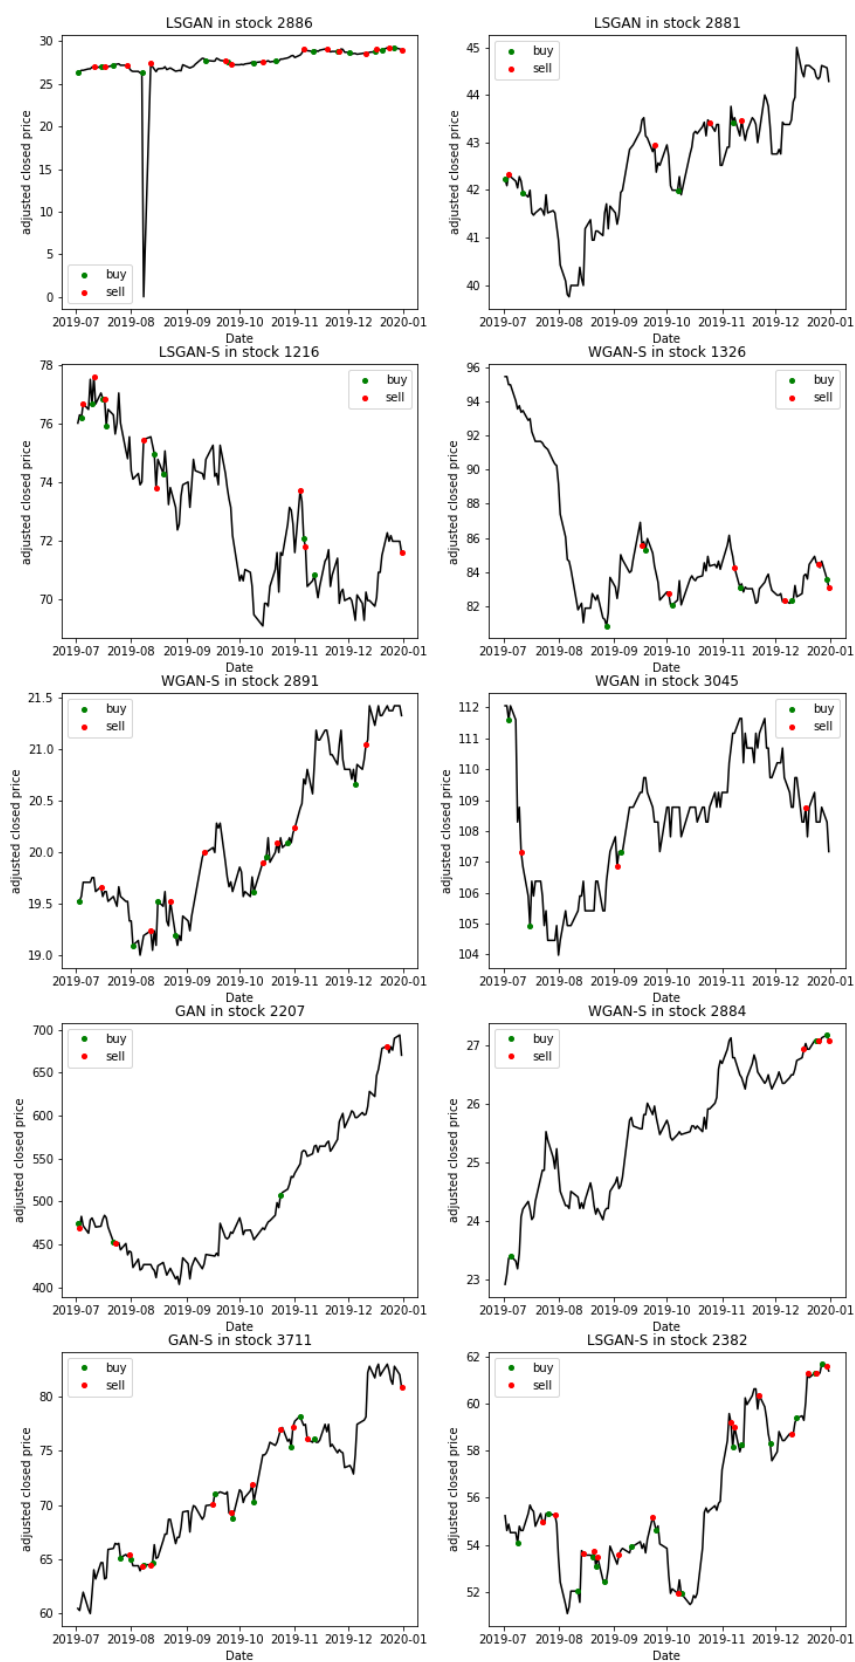 LSGAN in stock 2886
30
25
20
15
10
5
0
adjusted closed price
buy
sell
2019-07 2019-08 2019-09 2019-10 2019-11 2019-12 2020-01
Date
LSGAN in stock 2881
45
44
43
42
41
40
adjusted closed price
buy
sell
2019-07 2019-08 2019-09 2019-10 2019-11 2019-12 2020-01
Date
LSGAN-S in stock 1216
78
76
74
72
70
adjusted closed price
buy
sell
2019-07 2019-08 2019-09 2019-10 2019-11 2019-12 2020-01
Date
WGAN-S in stock 1326
96
94
92
90
88
86
84
82
adjusted closed price
buy
sell
2019-07 2019-08 2019-09 2019-10 2019-11 2019-12 2020-01
Date
WGAN-S in stock 2891
21.5
21.0
20.5
20.0
19.5
19.0
adjusted closed price
buy
sell
2019-07 2019-08 2019-09 2019-10 2019-11 2019-12 2020-01
Date
WGAN in stock 3045
112
111
110
109
108
107
106
105
104
adjusted closed price
buy
sell
2019-07 2019-08 2019-09 2019-10 2019-11 2019-12 2020-01
Date
GAN in stock 2207
700
650
600
550
500
450
400
adjusted closed price
buy
sell
2019-07 2019-08 2019-09 2019-10 2019-11 2019-12 2020-01
Date
WGAN-S in stock 2884
27
26
25
24
23
adjusted closed price
buy
sell
2019-07 2019-08 2019-09 2019-10 2019-11 2019-12 2020-01
Date
GAN-S in stock 3711
80
75
70
65
60
adjusted closed price
buy
sell
2019-07 2019-08 2019-09 2019-10 2019-11 2019-12 2020-01
Date
LSGAN-S in stock 2382
62
60
58
56
54
52
adjusted closed price
buy
sell
2019-07 2019-08 2019-09 2019-10 2019-11 2019-12 2020-01
Date